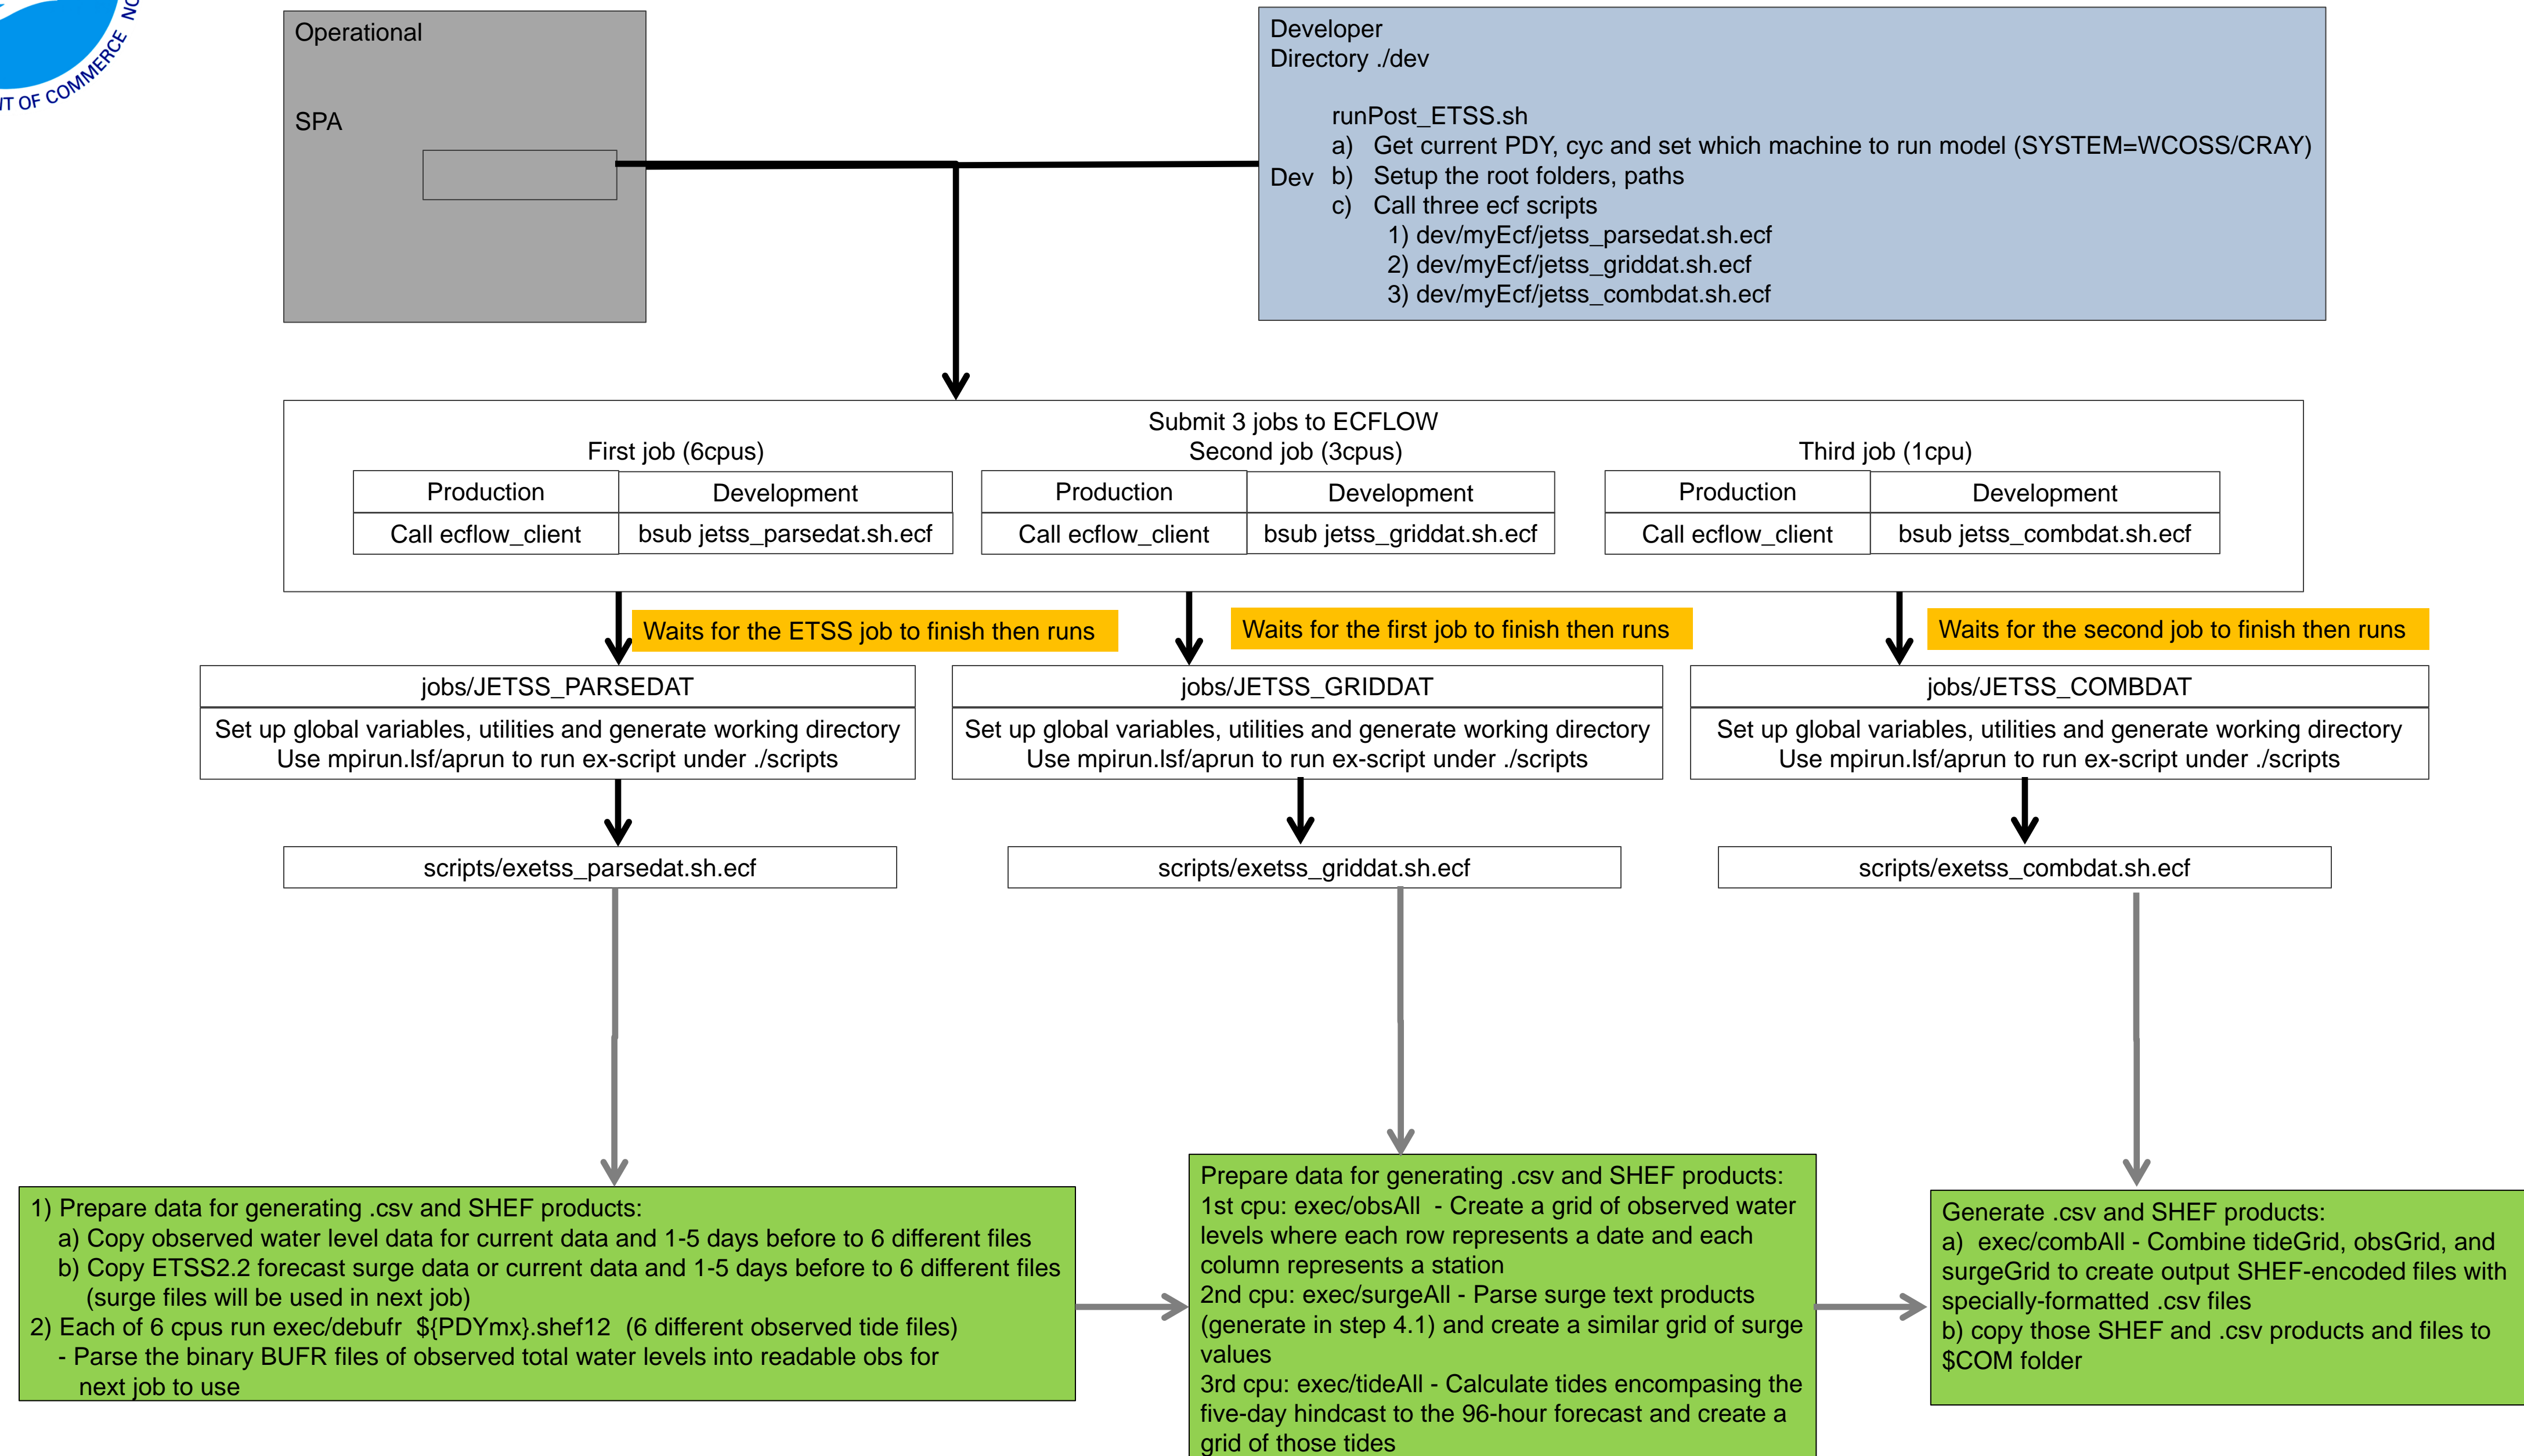 NT OF COMMERCE
Operational
SPA
Developer
Directory ./dev
runPost_ETSS.sh
a) Get current PDY, cyc and set which machine to run model (SYSTEM=WCOSS/CRAY)
Dev b) Setup the root folders, paths
c) Call three ecf scripts
1) dev/myEcf/jetss_parsedat.sh.ecf
2) dev/myEcf/jetss_griddat.sh.ecf
3) dev/myEcf/jetss_combdat.sh.ecf
Submit 3 jobs to ECFLOW
First job (6cpus)
Second job (3cpus)
Third job (1cpu)
Production
Development
Production
Development
Production
Development
Call ecflow_client
bsub jetss_parsedat.sh.ecf
Call ecflow_client
bsub jetss_griddat.sh.ecf
Call ecflow_client
bsub jetss_combdat.sh.ecf
Waits for the ETSS job to finish then runs
Waits for the first job to finish then runs
Waits for the second job to finish then runs
jobs/JETSS_PARSEDAT
Set up global variables, utilities and generate working directory
Use mpirun.lsf/aprun to run ex-script under ./scripts
jobs/JETSS_GRIDDAT
Set up global variables, utilities and generate working directory
Use mpirun.lsf/aprun to run ex-script under ./scripts
jobs/JETSS_COMBDAT
Set up global variables, utilities and generate working directory
Use mpirun.lsf/aprun to run ex-script under ./scripts
scripts/exetss_parsedat.sh.ecf
scripts/exetss_griddat.sh.ecf
scripts/exetss_combdat.sh.ecf
1) Prepare data for generating .csv and SHEF products:
a) Copy observed water level data for current data and 1-5 days before to 6 different files
b) Copy ETSS2.2 forecast surge data or current data and 1-5 days before to 6 different files
(surge files will be used in next job)
2) Each of 6 cpus run exec/debufr ${PDYmx}.shef12 (6 different observed tide files)
- Parse the binary BUFR files of observed total water levels into readable obs for
next job to use
Prepare data for generating .csv and SHEF products:
1st cpu: exec/obsAll - Create a grid of observed water
levels where each row represents a date and each
column represents a station
2nd cpu: exec/surgeAll - Parse surge text products
(generate in step 4.1) and create a similar grid of surge
values
3rd cpu: exec/tideAll - Calculate tides encompasing the
five-day hindcast to the 96-hour forecast and create a
grid of those tides
Generate .csv and SHEF products:
a) exec/combAll - Combine tideGrid, obsGrid, and
surgeGrid to create output SHEF-encoded files with
specially-formatted .csv files
b) copy those SHEF and .csv products and files to
$COM folder